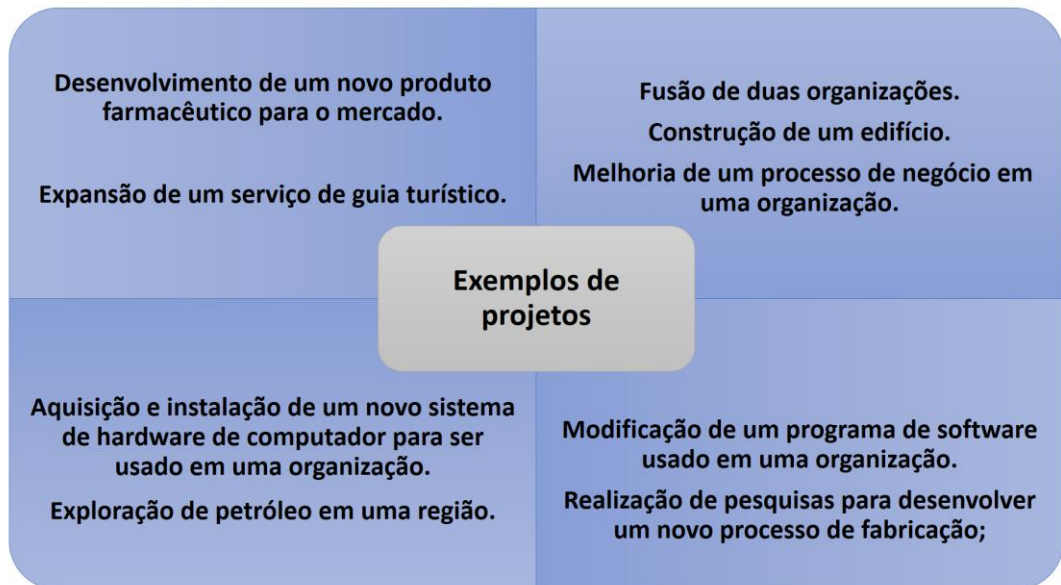 Desenvolvimento de um novo produto
farmacêutico para o mercado.
Expansão de um serviço de guia turístico.
Fusão de duas organizações.
Construção de um edifício.
Melhoria de um processo de negócio em
uma organização.
Exemplos de
projetos
Aquisição e instalação de um novo sistema
de hardware de computador para ser
usado em uma organização.
Exploração de petróleo em uma região.
Modificação de um programa de software
usado em uma organização.
Realização de pesquisas para desenvolver
um novo processo de fabricação;